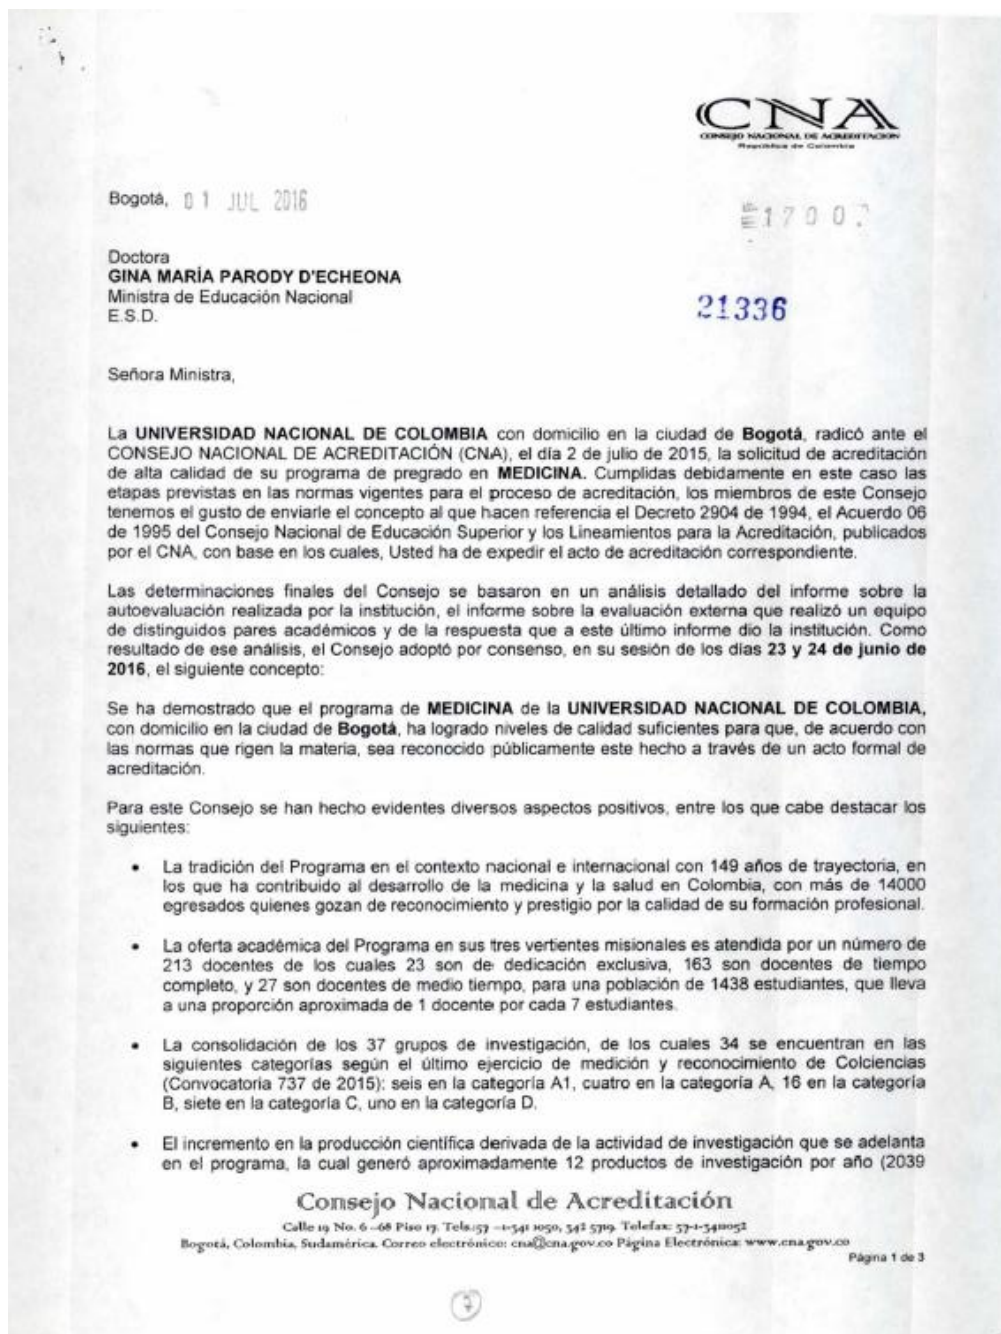 CNA
CONSEJO NACIONAL DE ACREDITACIÓN
República de Colombia
Bogotá, 01 JUL 2016
Doctora
GINA MARÍA PARODY D'ECHEONA
Ministra de Educación Nacional
E.S.D.
21336
Señora Ministra,
La UNIVERSIDAD NACIONAL DE COLOMBIA con domicilio en la ciudad de Bogotá, radicó ante el
CONSEJO NACIONAL DE ACREDITACIÓN (CNA), el día 2 de julio de 2015, la solicitud de acreditación
de alta calidad de su programa de pregrado en MEDICINA. Cumplidas debidamente en este caso las
etapas previstas en las normas vigentes para el proceso de acreditación, los miembros de este Consejo
tenemos el gusto de enviarle el concepto al que hacen referencia el Decreto 2904 de 1994, el Acuerdo 06
de 1995 del Consejo Nacional de Educación Superior y los Lineamientos para la Acreditación, publicados
por el CNA, con base en los cuales, Usted ha de expedir el acto de acreditación correspondiente.
Las determinaciones finales del Consejo se basaron en un análisis detallado del informe sobre la
autoevaluación realizada por la institución, el informe sobre la evaluación externa que realizó un equipo
de distinguidos pares académicos y de la respuesta que a este último informe dio la institución. Como
resultado de ese análisis, el Consejo adoptó por consenso, en su sesión de los días 23 y 24 de junio de
2016, el siguiente concepto:
Se ha demostrado que el programa de MEDICINA de la UNIVERSIDAD NACIONAL DE COLOMBIA,
con domicilio en la ciudad de Bogotá, ha logrado niveles de calidad suficientes para que, de acuerdo con
las normas que rigen la materia, sea reconocido públicamente este hecho a través de un acto formal de
acreditación.
Para este Consejo se han hecho evidentes diversos aspectos positivos, entre los que cabe destacar los
siguientes:
• La tradición del Programa en el contexto nacional e internacional con 149 años de trayectoria, en
los que ha contribuido al desarrollo de la medicina y la salud en Colombia, con más de 14000
egresados quienes gozan de reconocimiento y prestigio por la calidad de su formación profesional.
• La oferta académica del Programa en sus tres vertientes misionales es atendida por un número de
213 docentes de los cuales 23 son de dedicación exclusiva, 163 son docentes de tiempo
completo, y 27 son docentes de medio tiempo, para una población de 1438 estudiantes, que lleva
a una proporción aproximada de 1 docente por cada 7 estudiantes.
• La consolidación de los 37 grupos de investigación, de los cuales 34 se encuentran en las
siguientes categorías según el último ejercicio de medición y reconocimiento de Colciencias
(Convocatoria 737 de 2015): seis en la categoría A1, cuatro en la categoría A, 16 en la categoría
B, siete en la categoría C, uno en la categoría D.
• El incremento en la producción científica derivada de la actividad de investigación que se adelanta
en el programa, la cual generó aproximadamente 12 productos de investigación por año (2039
Consejo Nacional de Acreditación
Calle 19 No. 6 -68 Piso 17. Tels.:57 -1-341 1050, 342 5719. Telefax: 57-1-3411052
Bogotá, Colombia, Sudamérica. Correo electrónico: cna@cna.gov.co Página Electrónica: www.cna.gov.co
Página 1 de 3